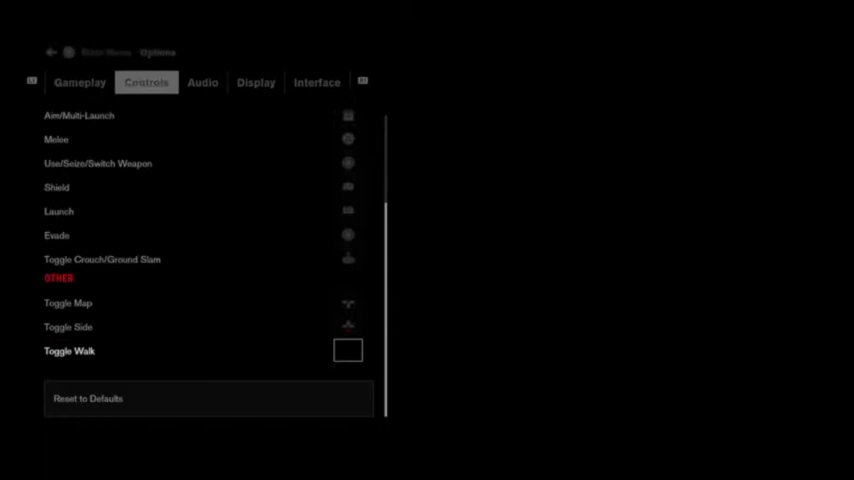 Options
Gameplay Controls Audio Display Interface
Aim/Multi-Launch
Melee
Use/Seize/Switch Weapon
Shield
Launch
Evade
Toggle Crouch/Ground Slam
OTHER
Toggle Map
Toggle Side
Toggle Walk
Reset to Defaults